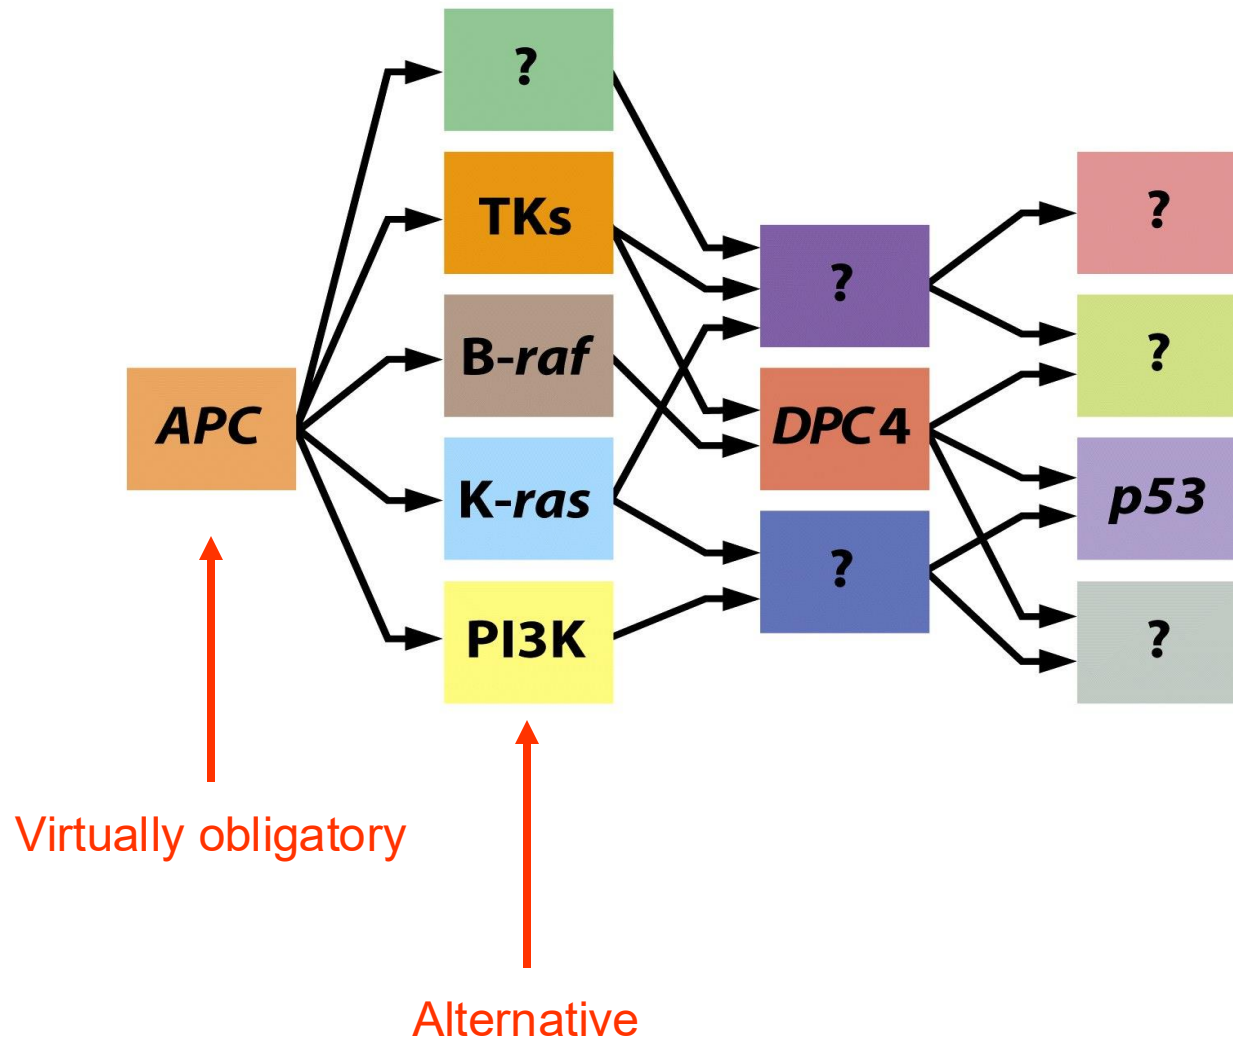 ?
TKs
B-raf
APC
K-ras
PI3K
?
DPC4
?
?
?
p53
?
Virtually obligatory
Alternative